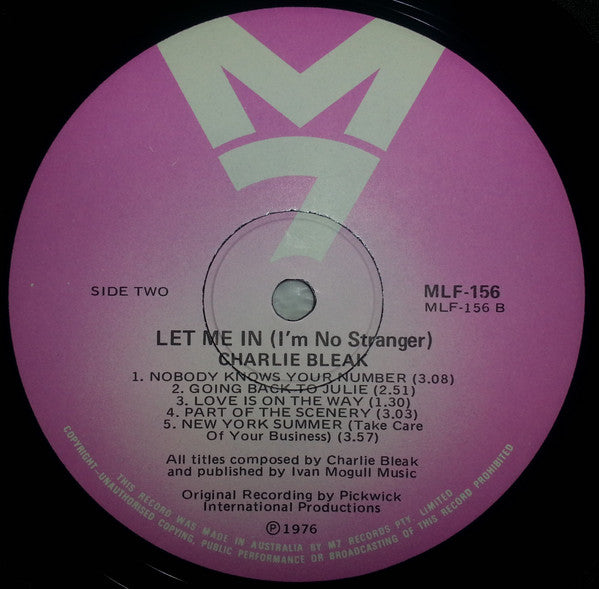 M
7
SIDE TWO
MLF-156
MLF-156 B
LET ME IN (I'm No Stranger)
CHARLIE BLEAK
1. NOBODY KNOWS YOUR NUMBER (3.08)
2. GOING BACK TO JULIE (2.51)
3. LOVE IS ON THE WAY (1.30)
4. PART OF THE SCENERY (3.03)
5. NEW YORK SUMMER (Take Care
Of Your Business) (3.57)
All titles composed by Charlie Bleak
and published by Ivan Mogull Music
Original Recording by Pickwick
International Productions
℗1976
THIS RECORD WAS MADE IN AUSTRALIA BY M7 RECORDS PTY. LIMITED
COPYRIGHT-UNAUTHORISED COPYING, PUBLIC PERFORMANCE OR BROADCASTING OF THIS RECORD PROHIBITED